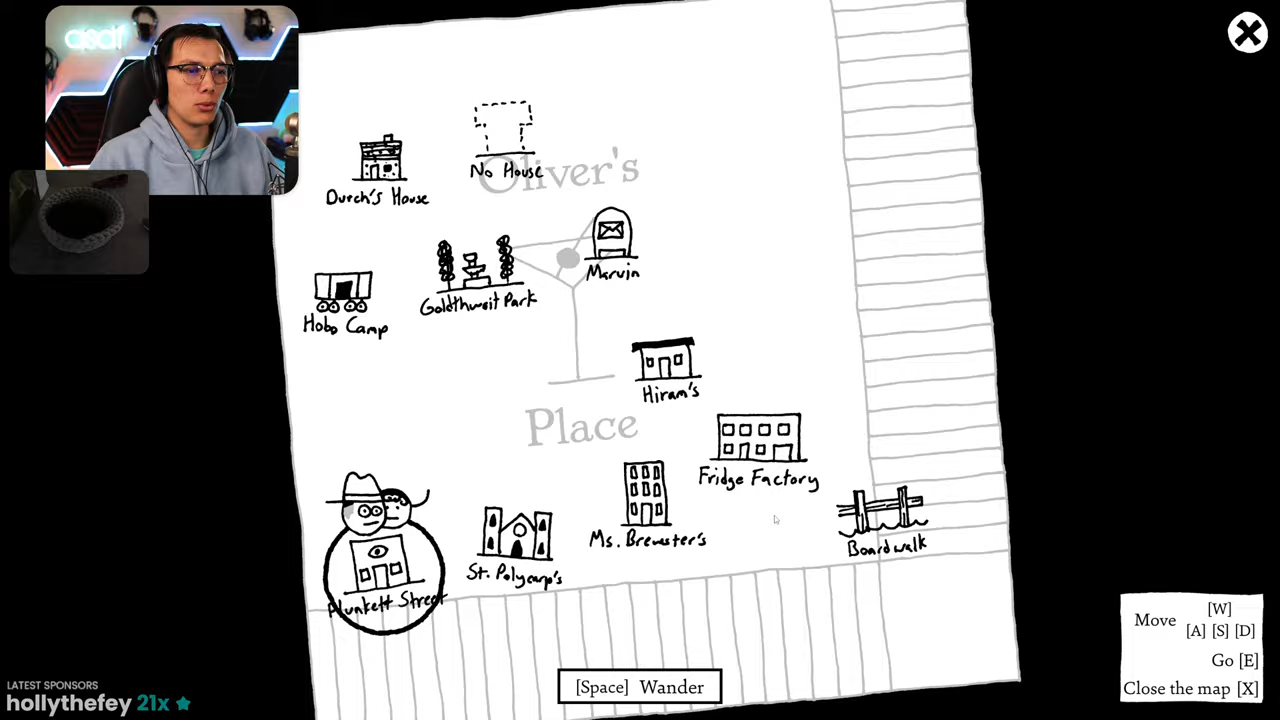 asdf
No House
Oliver's
Durch's House
Marvin
Goldthwait Park
Hobo Camp
Hiram's
Place
Fridge Factory
Ms. Brewster's
Boardwalk
St. Polycarp's
Plunkett Street
Move [W]
[A] [S] [D]
Go [E]
Close the map [X]
[Space] Wander
LATEST SPONSORS
hollythefey 21x